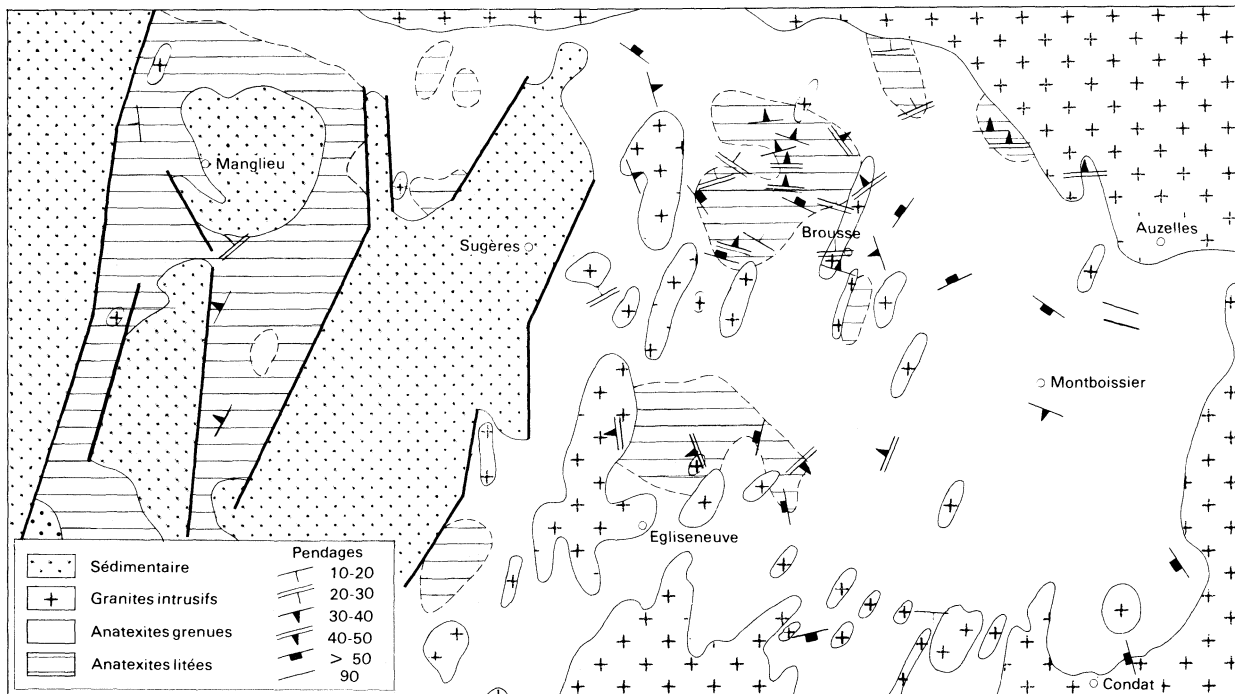 Manglieu
Sugères
Brousse
Auzelles
Montboissier
Egliseneuve
Condat
Sédimentaire
Granites intrusifs
Anatexites grenues
Anatexites litées
Pendages
10-20
20-30
30-40
40-50
> 50
90